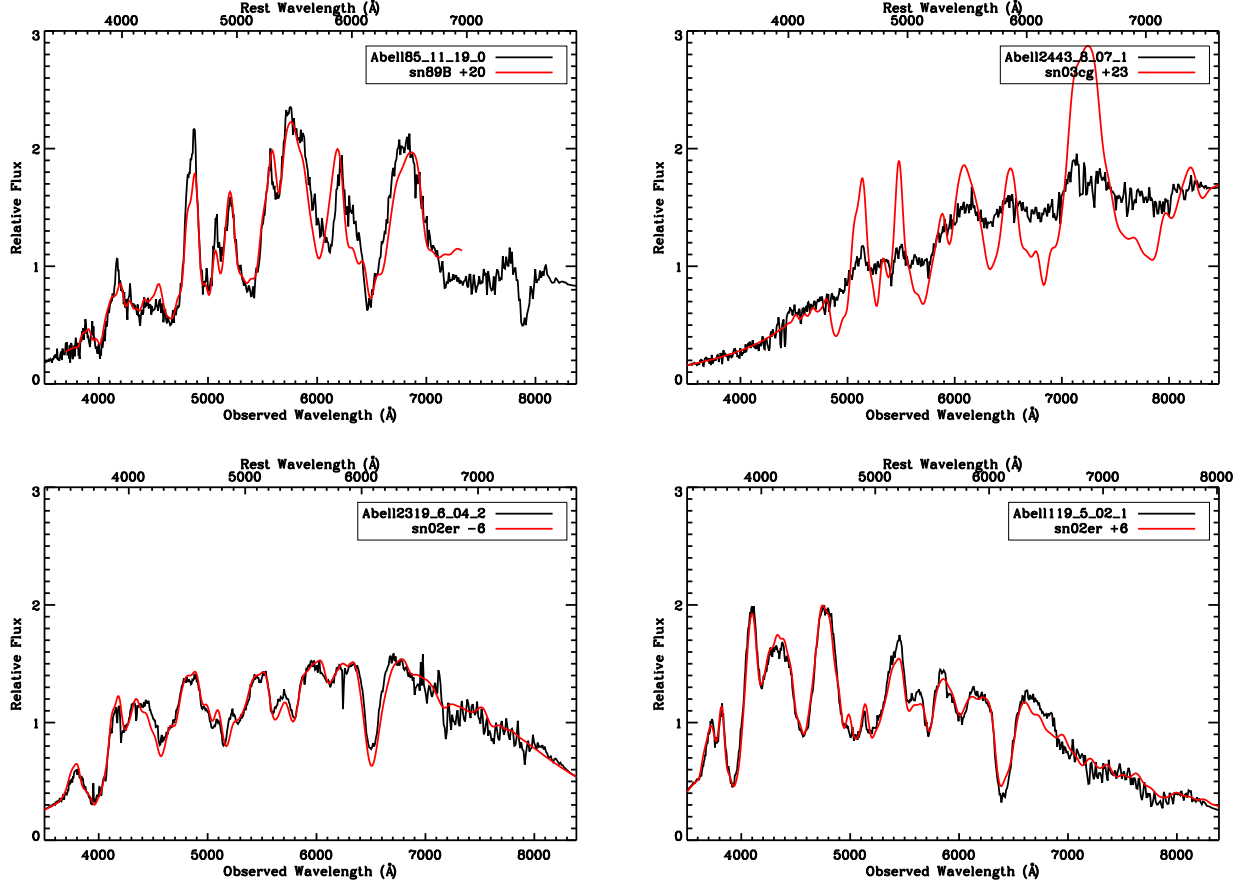 Rest Wavelength (Å)
4000 5000 6000 7000
3
2
1
0
Relative Flux
Abell85_11_19_0
sn89B +20
4000 5000 6000 7000 8000
Observed Wavelength (Å)
Rest Wavelength (Å)
4000 5000 6000 7000
3
2
1
0
Relative Flux
Abell2443_8_07_1
sn03cg +23
4000 5000 6000 7000 8000
Observed Wavelength (Å)
Rest Wavelength (Å)
4000 5000 6000 7000
3
2
1
0
Relative Flux
Abell2319_6_04_2
sn02er −6
4000 5000 6000 7000 8000
Observed Wavelength (Å)
Rest Wavelength (Å)
4000 5000 6000 7000 8000
3
2
1
0
Relative Flux
Abell119_5_02_1
sn02er +6
4000 5000 6000 7000 8000
Observed Wavelength (Å)